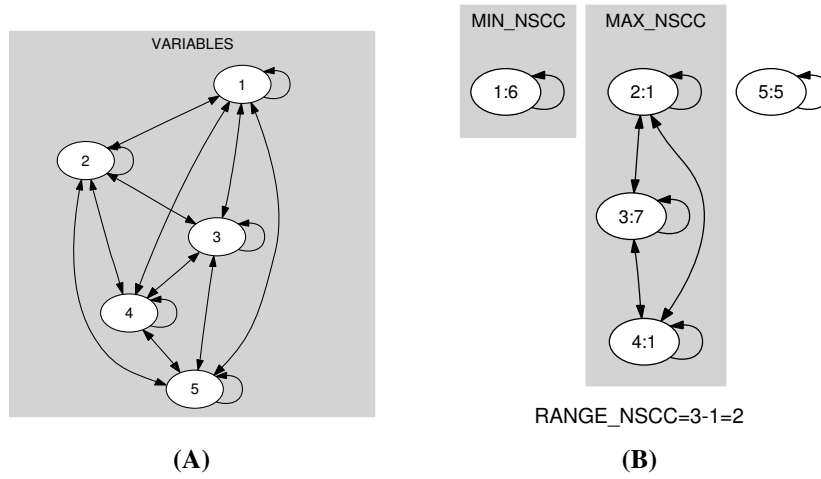 VARIABLES
1
2
3
4
5
(A)
MIN_NSCC
MAX_NSCC
1:6
2:1
5:5
3:7
4:1
RANGE_NSCC=3-1=2
(B)